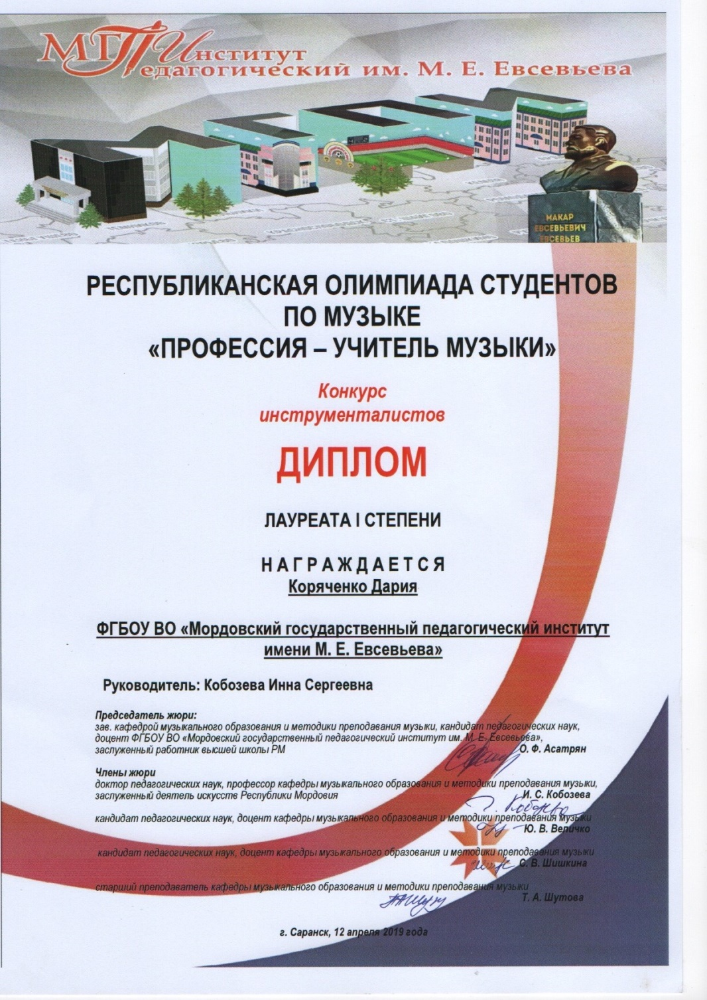 МГПИнститут
едагогический им. М. Е. Евсевьева
МАКАР
ЕВСЕВЬЕВИЧ
ЕВСЕВЬЕВ
РЕСПУБЛИКАНСКАЯ ОЛИМПИАДА СТУДЕНТОВ
ПО МУЗЫКЕ
«ПРОФЕССИЯ – УЧИТЕЛЬ МУЗЫКИ»
Конкурс
инструменталистов
ДИПЛОМ
ЛАУРЕАТА I СТЕПЕНИ
Н А Г Р А Ж Д А Е Т С Я
Коряченко Дария
ФГБОУ ВО «Мордовский государственный педагогический институт
имени М. Е. Евсевьева»
Руководитель: Кобозева Инна Сергеевна
Председатель жюри:
зав. кафедрой музыкального образования и методики преподавания музыки, кандидат педагогических наук,
доцент ФГБОУ ВО «Мордовский государственный педагогический институт им. М. Е. Евсевьева»,
заслуженный работник высшей школы РМ О. Ф. Асатрян
Члены жюри
доктор педагогических наук, профессор кафедры музыкального образования и методики преподавания музыки,
заслуженный деятель искусств Республики Мордовия И. С. Кобозева
кандидат педагогических наук, доцент кафедры музыкального образования и методики преподавания музыки
Ю. В. Величко
кандидат педагогических наук, доцент кафедры музыкального образования и методики преподавания музыки
С. В. Шишкина
старший преподаватель кафедры музыкального образования и методики преподавания музыки
Т. А. Шутова
г. Саранск, 12 апреля 2019 года